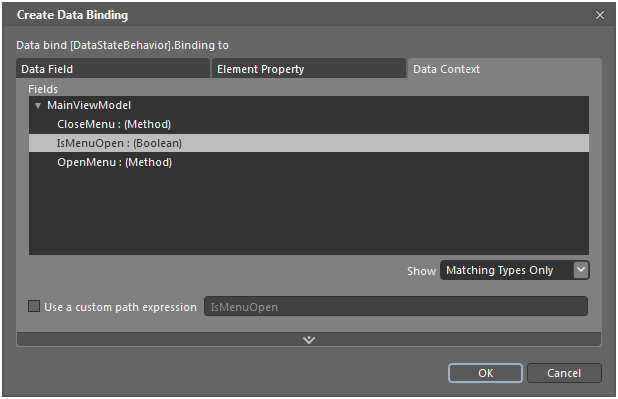 Create Data Binding
Data bind [DataStateBehavior].Binding to
Data Field
Element Property
Data Context
Fields
MainViewModel
CloseMenu : (Method)
IsMenuOpen : (Boolean)
OpenMenu : (Method)
Show
Matching Types Only
Use a custom path expression
IsMenuOpen
OK
Cancel